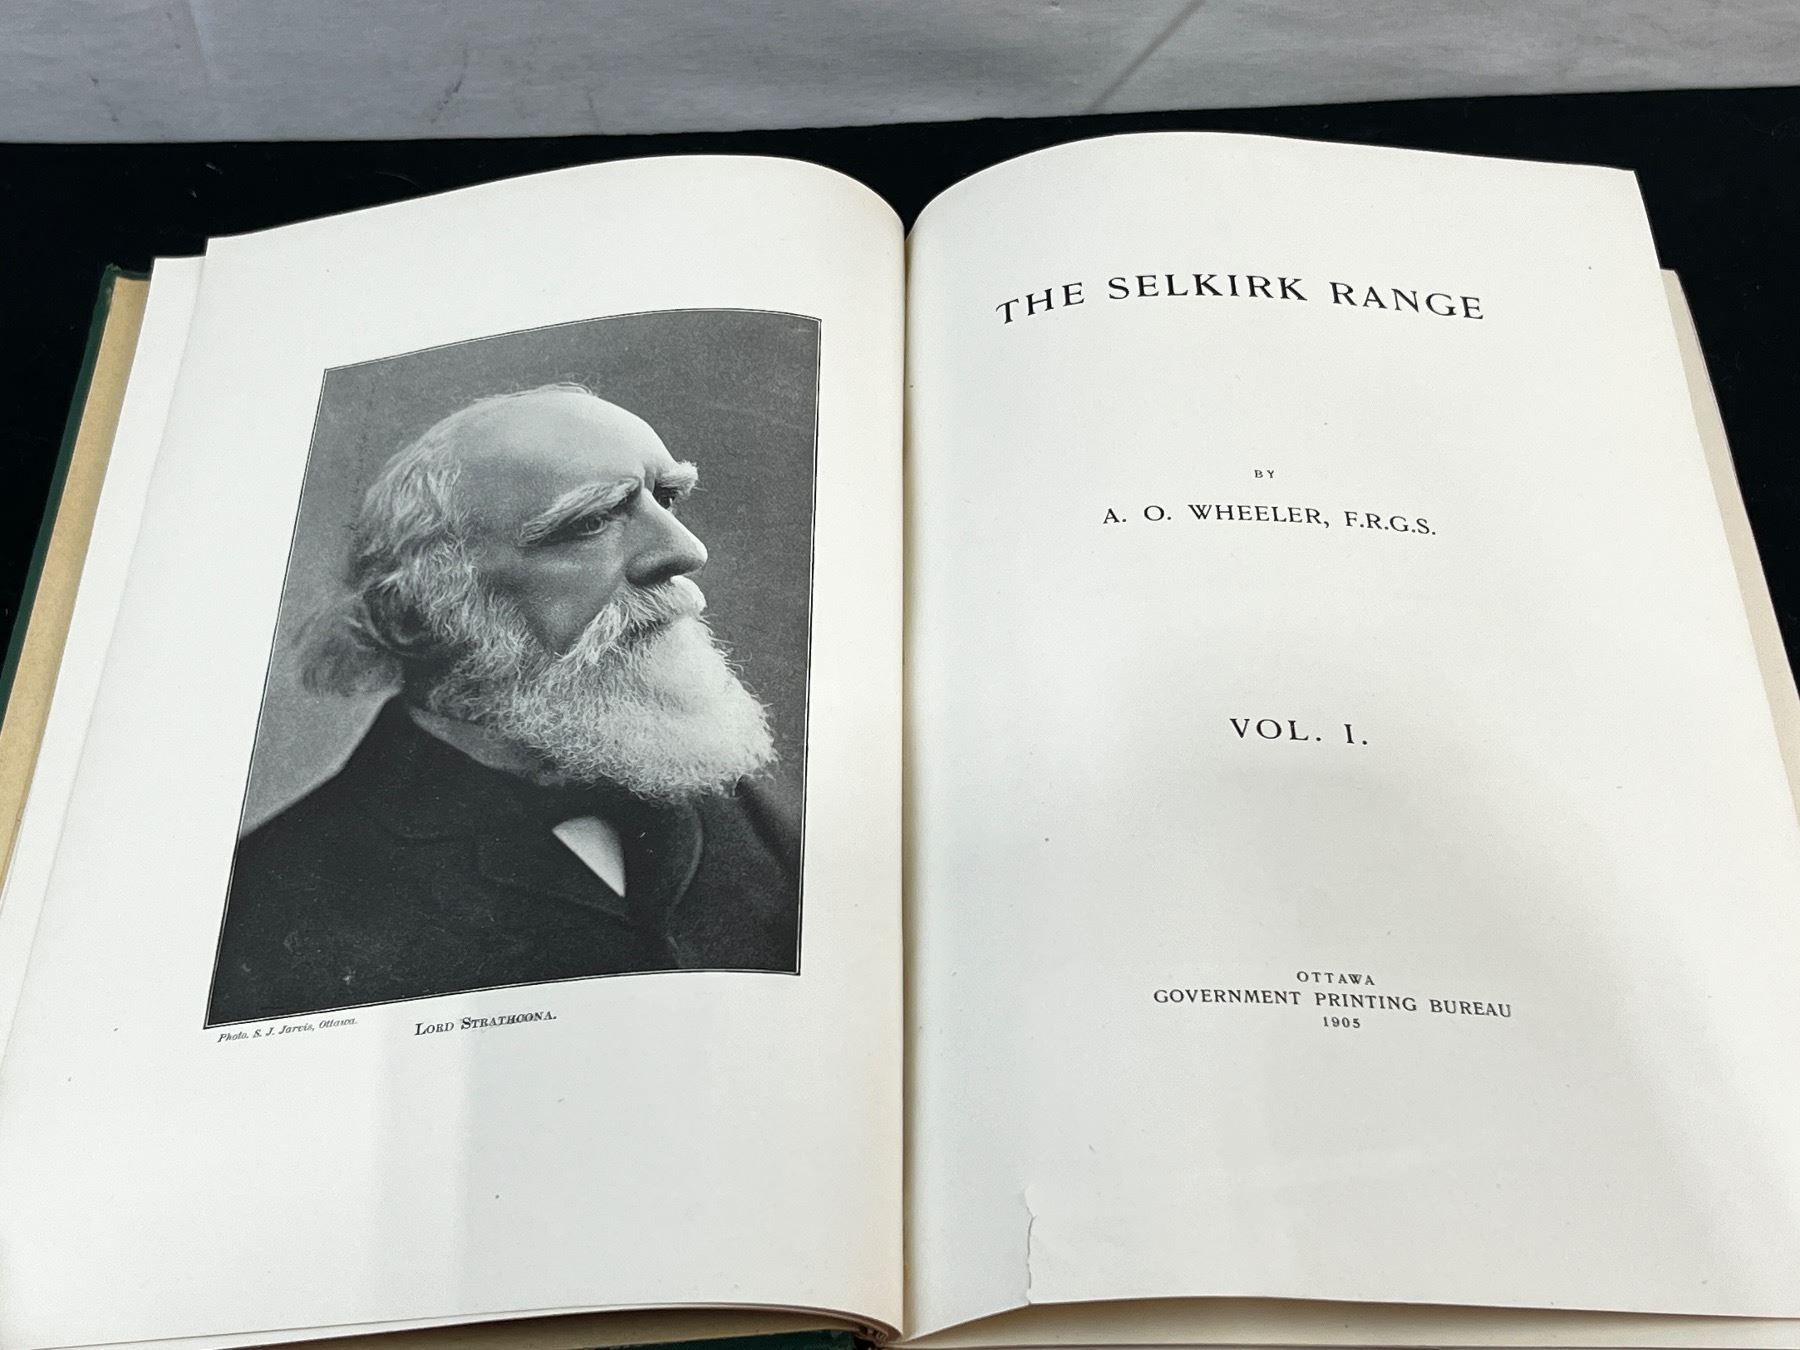 Photo. S. J. Jarvis, Ottawa.
LORD STRATHCONA.
THE SELKIRK RANGE
BY
A. O. WHEELER, F.R.G.S.
VOL. I.
OTTAWA
GOVERNMENT PRINTING BUREAU
1905